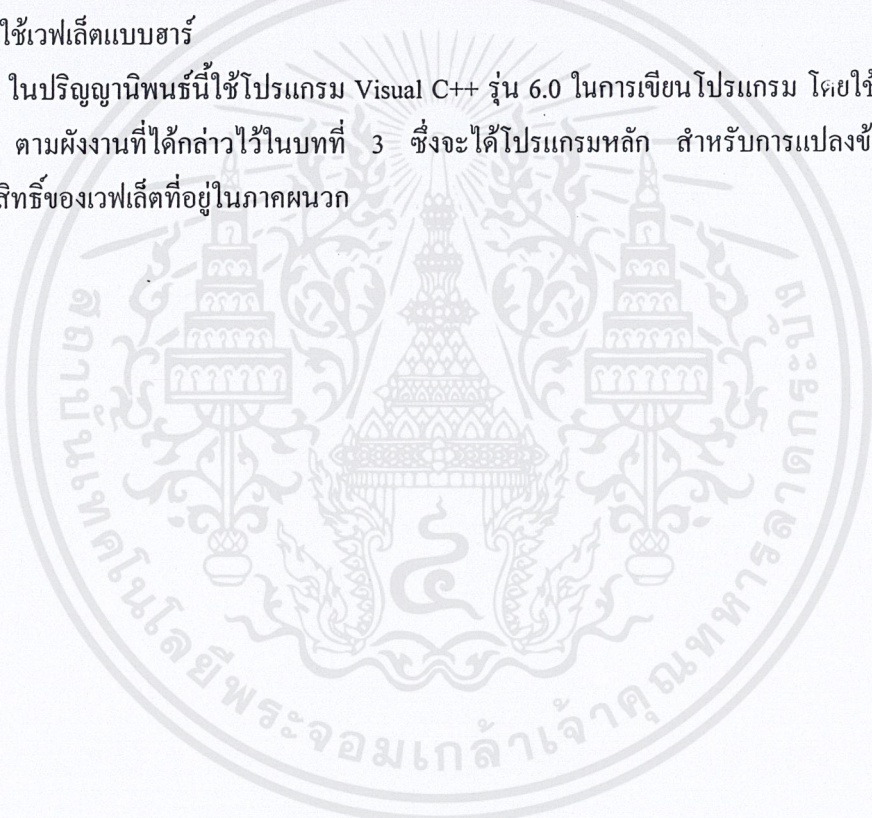 ใช้เวฟเล็ตแบบฮาร์
ในปริญญานิพนธ์นี้ใช้โปรแกรม Visual C++ รุ่น 6.0 ในการเขียนโปรแกรม โดยใช้
ตามผังงานที่ได้กล่าวไว้ในบทที่ 3 ซึ่งจะได้โปรแกรมหลัก สำหรับการแปลงข้
สิทธิ์ของเวฟเล็ตที่อยู่ในภาคผนวก
สถาบันเทคโนโลยีพระจอมเกล้าเจ้าคุณทหารลาดกระบัง